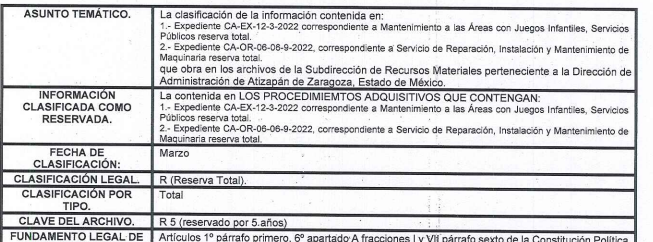 ASUNTO TEMÁTICO.
La clasificación de la información contenida en:
1.- Expediente CA-EX-12-3-2022 correspondiente a Mantenimiento a las Áreas con Juegos Infantiles, Servicios
Públicos reserva total.
2.- Expediente CA-OR-06-06-9-2022, correspondiente a Servicio de Reparación, Instalación y Mantenimiento de
Maquinaria reserva total.
que obra en los archivos de la Subdirección de Recursos Materiales perteneciente a la Dirección de
Administración de Atizapán de Zaragoza, Estado de México.
INFORMACIÓN
CLASIFICADA COMO
RESERVADA.
La contenida en LOS PROCEDIMIEMTOS ADQUISITIVOS QUE CONTENGAN:
1.- Expediente CA-EX-12-3-2022 correspondiente a Mantenimiento a las Áreas con Juegos Infantiles, Servicios
Públicos reserva total.
2.- Expediente CA-OR-06-06-9-2022, correspondiente a Servicio de Reparación, Instalación y Mantenimiento de
Maquinaria reserva total.
FECHA DE
CLASIFICACIÓN:
Marzo
CLASIFICACIÓN LEGAL.
R (Reserva Total).
CLASIFICACIÓN POR
TIPO.
Total
CLAVE DEL ARCHIVO.
R 5 (reservado por 5.años)
FUNDAMENTO LEGAL DE
Artículos 1º párrafo primero, 6º apartado A fracciones I y VII párrafo sexto de la Constitución Política